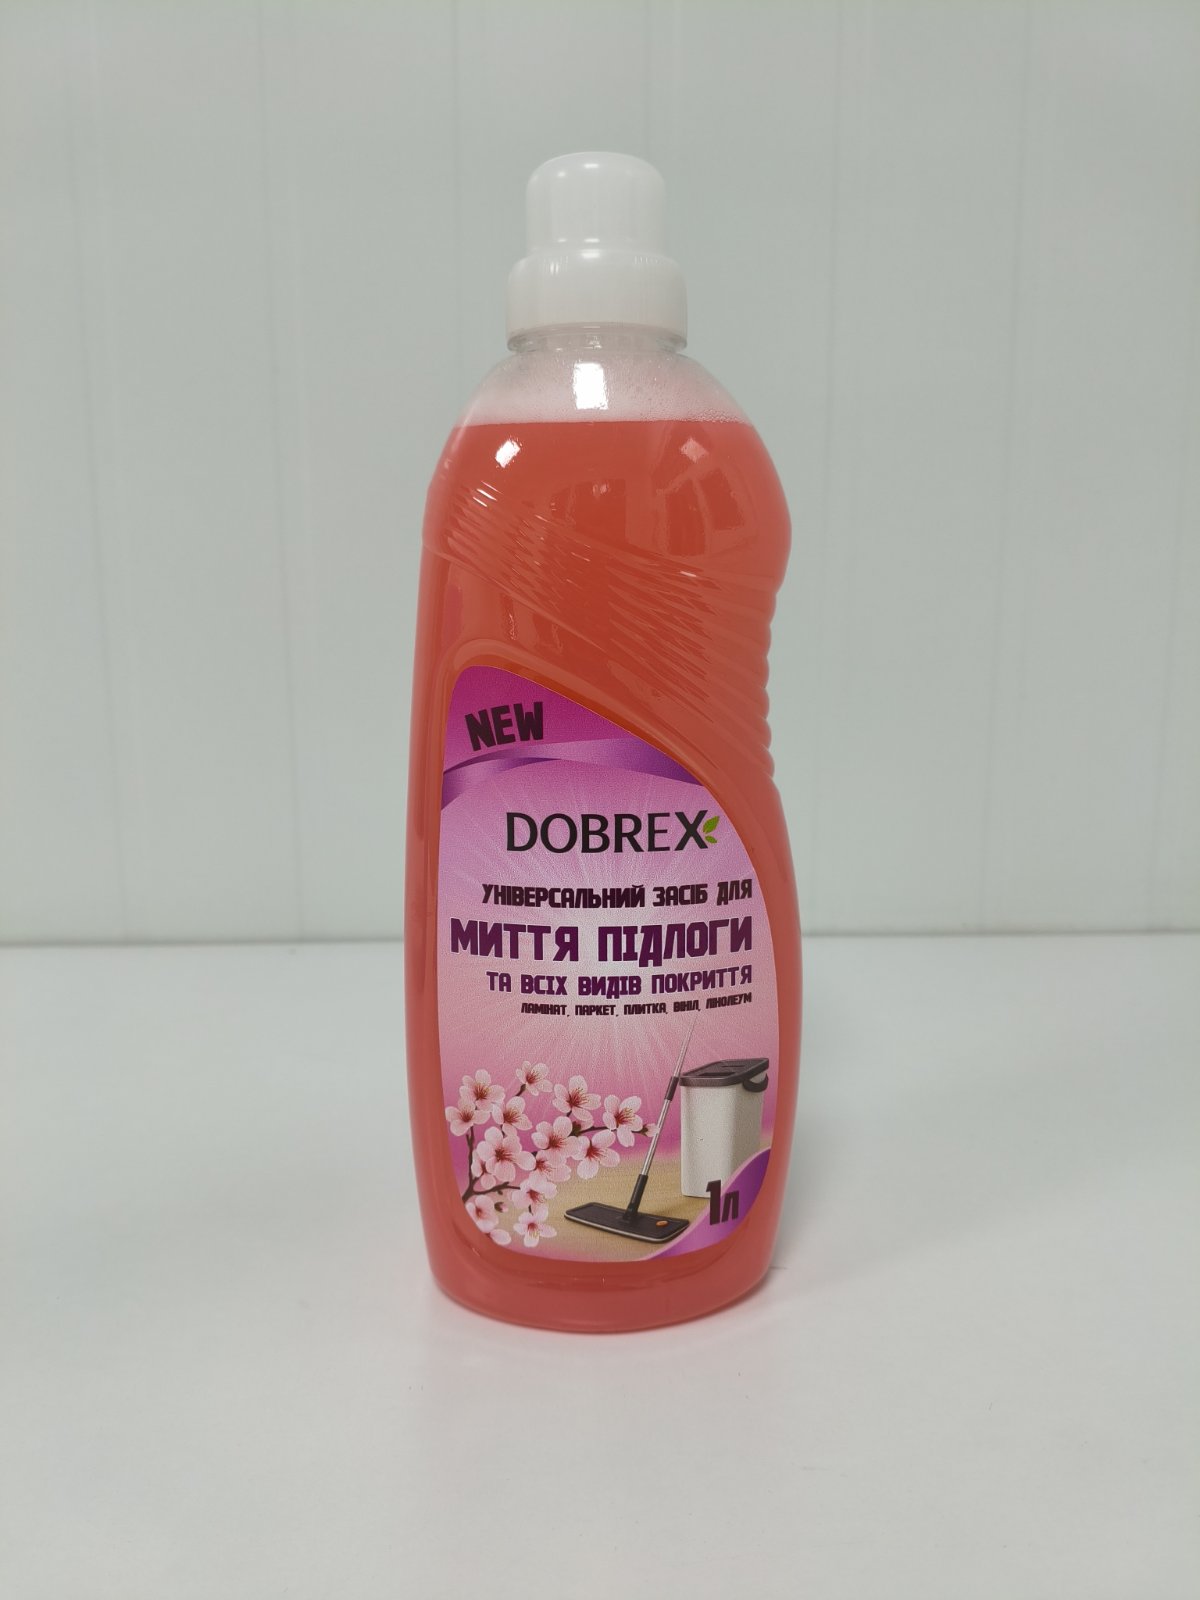 NEW
DOBREX
УНІВЕРСАЛЬНИЙ ЗАСІБ ДЛЯ
МИТТЯ ПІДЛОГИ
ТА ВСІХ ВИДІВ ПОКРИТТЯ
ЛАМІНАТ, ПАРКЕТ, ПЛИТКА, ВІНІЛ, ЛІНОЛЕУМ
1Л